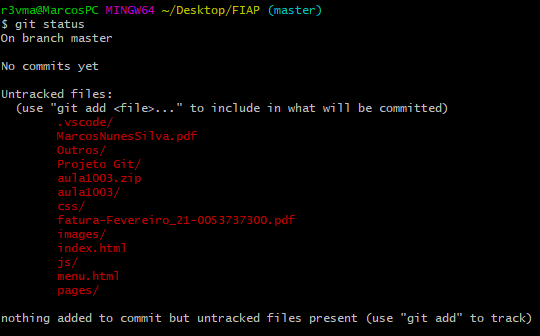 r3vma@MarcosPC MINGW64 ~/Desktop/FIAP (master)
$ git status
On branch master
No commits yet
Untracked files:
(use "git add <file>..." to include in what will be committed)
.vscode/
MarcosNunesSilva.pdf
Outros/
Projeto Git/
aula1003.zip
aula1003/
css/
fatura-Fevereiro_21-0053737300.pdf
images/
index.html
js/
menu.html
pages/
nothing added to commit but untracked files present (use "git add" to track)